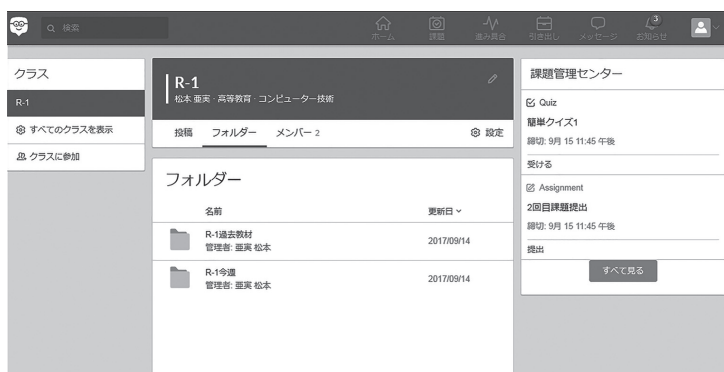 検索
ホーム
課題
進み具合
引き出し
メッセージ
3
お知らせ
クラス
R-1
すべてのクラスを表示
クラスに参加
R-1
松本 亜実 · 高等教育 · コンピューター技術
投稿 フォルダー メンバー 2 設定
フォルダー
名前 更新日
R-1過去教材
管理者: 亜実 松本
2017/09/14
R-1今週
管理者: 亜実 松本
2017/09/14
課題管理センター
Quiz
簡単クイズ1
締切: 9月 15 11:45 午後
受ける
Assignment
2回目課題提出
締切: 9月 15 11:45 午後
提出
すべて見る